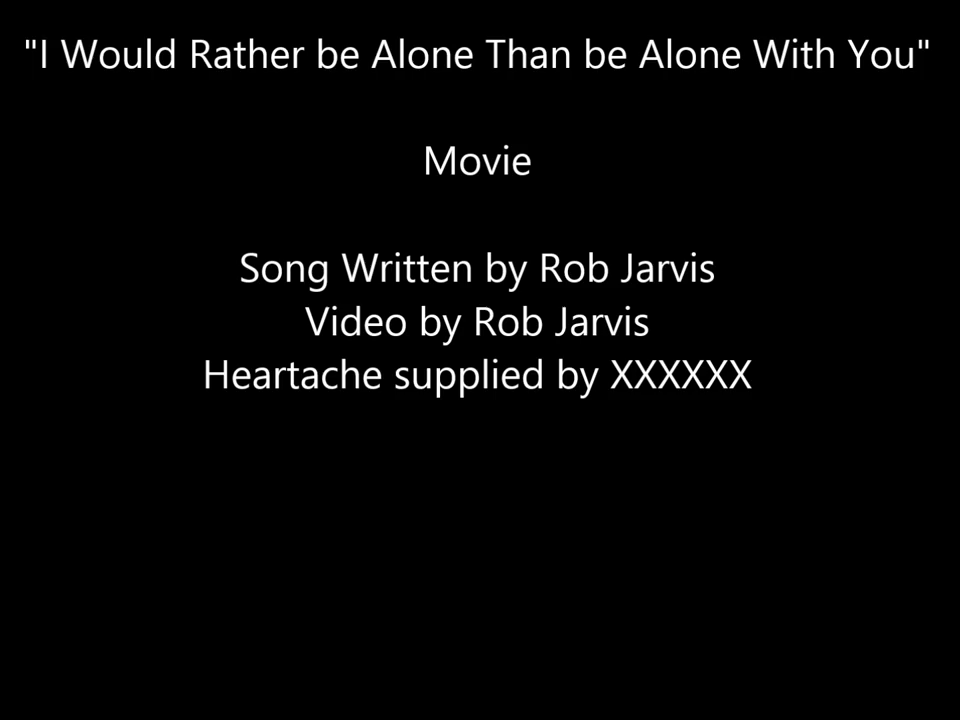 "I Would Rather be Alone Than be Alone With You"
Movie
Song Written by Rob Jarvis
Video by Rob Jarvis
Heartache supplied by XXXXXX